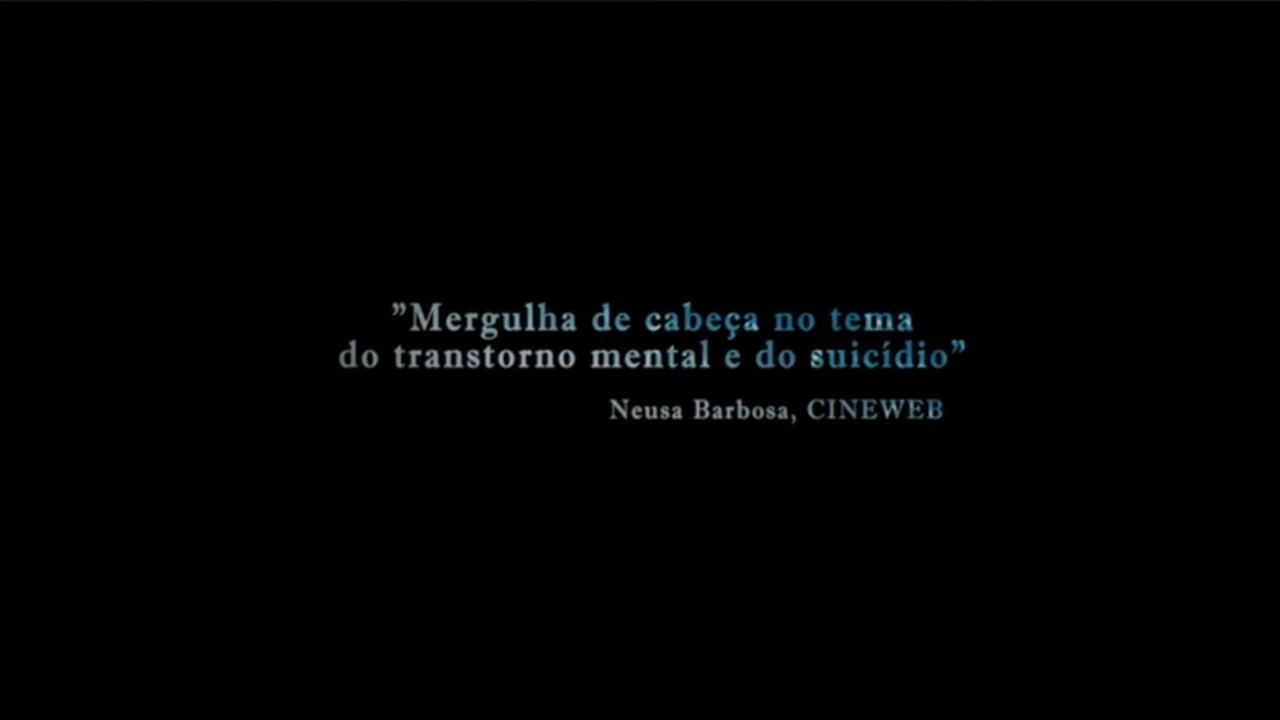 ”Mergulha de cabeça no tema
do transtorno mental e do suicídio”
Neusa Barbosa, CINEWEB